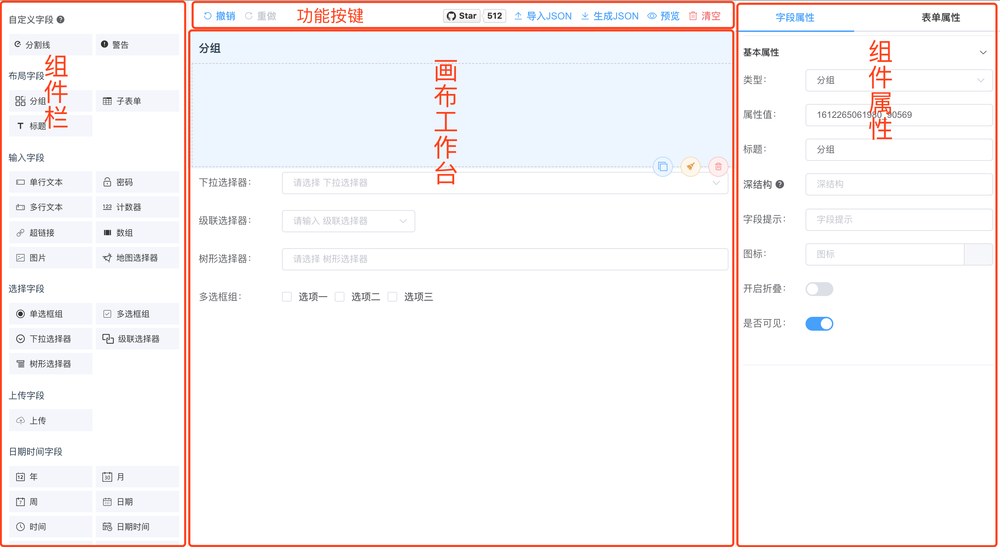 自定义字段
分割线
警告
组件栏
布局字段
分组
子表单
标题
输入字段
单行文本
密码
多行文本
123 计数器
超链接
数组
图片
地图选择器
选择字段
单选框组
多选框组
下拉选择器
级联选择器
树形选择器
上传字段
上传
日期时间字段
12 年
30 月
7 周
日期
时间
日期时间
撤销
重做
功能按键
Star
512
导入JSON
生成JSON
预览
清空
分组
画布工作台
下拉选择器:
请选择 下拉选择器
级联选择器:
请输入 级联选择器
树形选择器:
请选择 树形选择器
多选框组:
选项一
选项二
选项三
字段属性
表单属性
组件属性
基本属性
类型:
分组
属性值:
1612265061980_90569
标题:
分组
深结构
深结构
字段提示:
字段提示
图标:
图标
开启折叠:
是否可见: